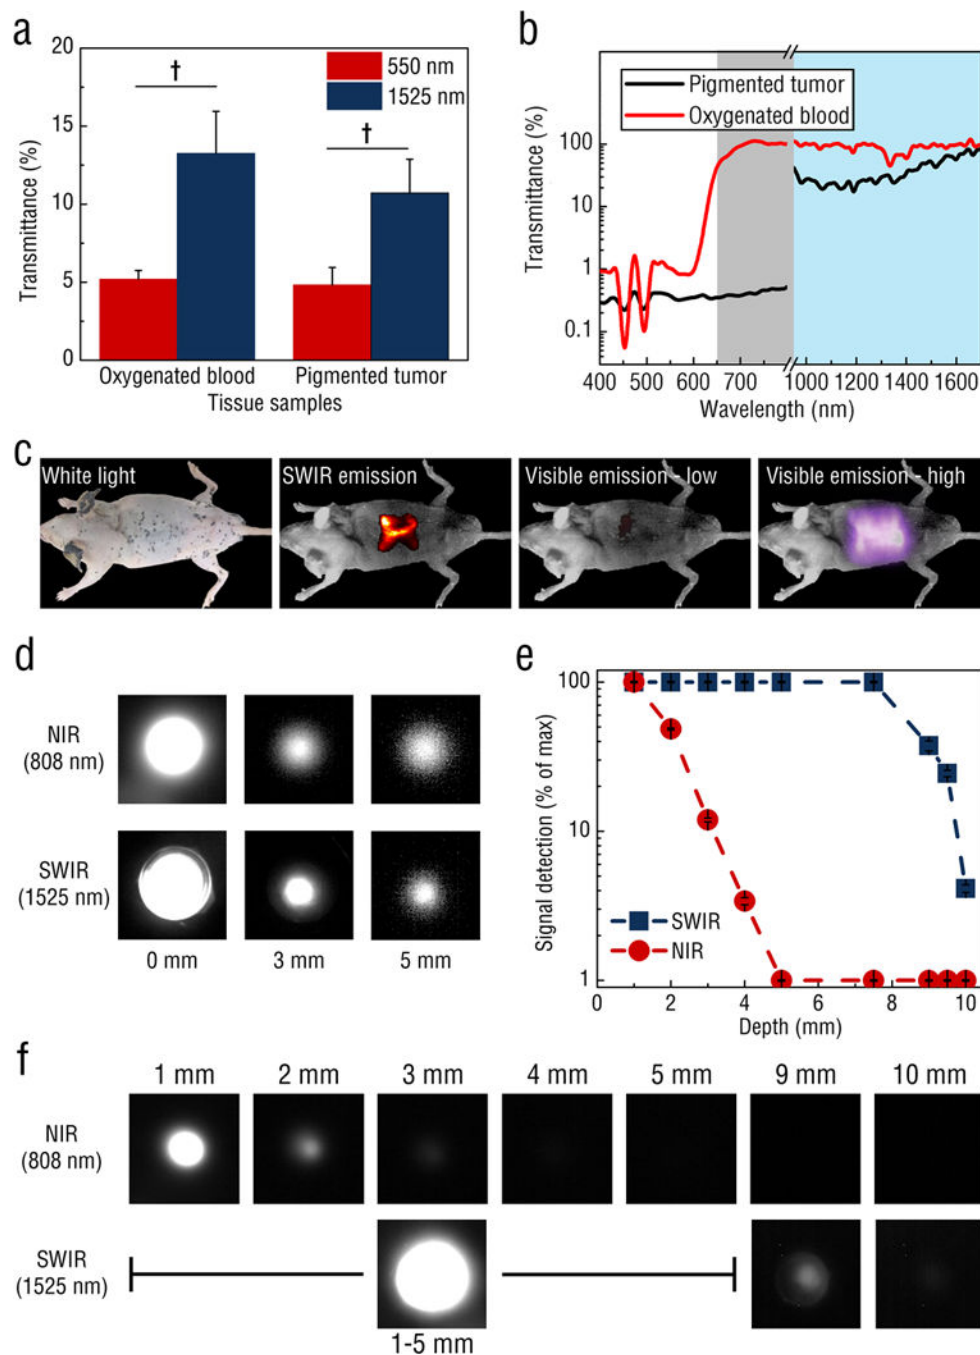 a
20
15
10
5
0
Transmittance (%)
†
†
550 nm
1525 nm
Oxygenated blood
Pigmented tumor
Tissue samples
b
Pigmented tumor
Oxygenated blood
Transmittance (%)
100
10
1
0.1
400 500 600 700 1000 1200 1400 1600
Wavelength (nm)
c
White light
SWIR emission
Visible emission - low
Visible emission - high
d
NIR
(808 nm)
SWIR
(1525 nm)
0 mm
3 mm
5 mm
e
100
10
1
Signal detection (% of max)
SWIR
NIR
0 2 4 6 8 10
Depth (mm)
f
1 mm 2 mm 3 mm 4 mm 5 mm 9 mm 10 mm
NIR
(808 nm)
SWIR
(1525 nm)
1-5 mm